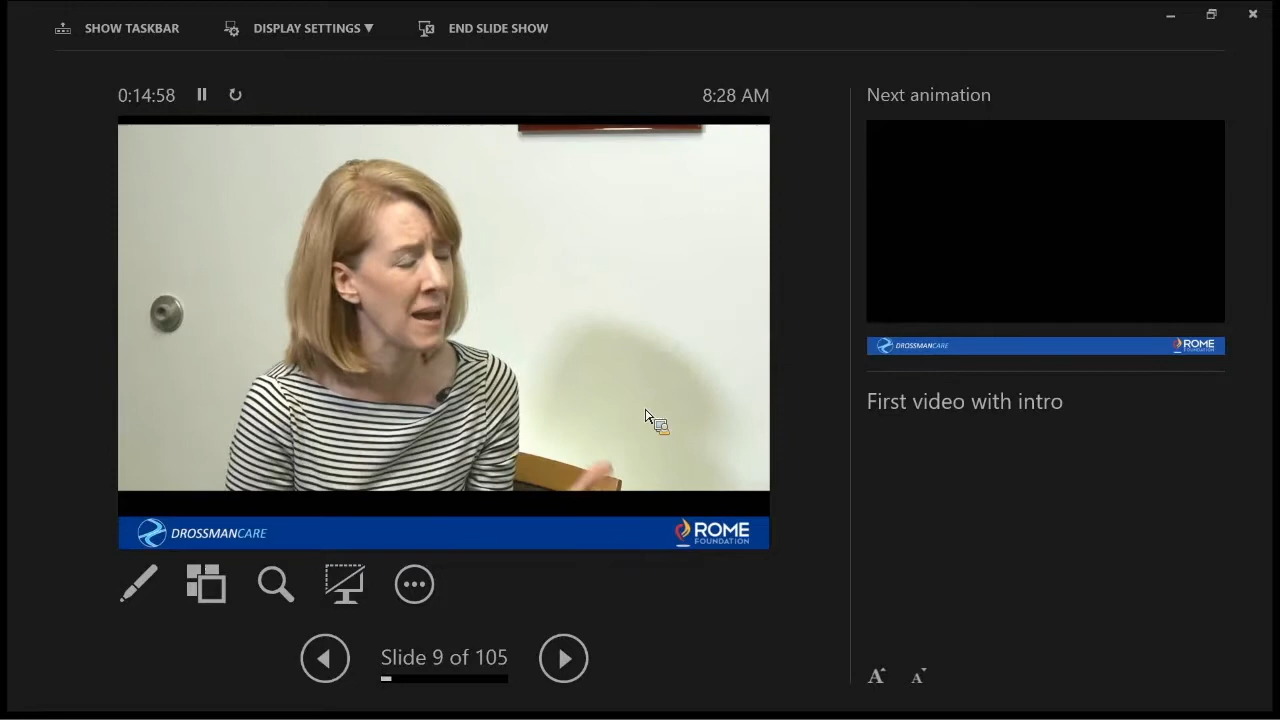 SHOW TASKBAR
DISPLAY SETTINGS ▼
END SLIDE SHOW
0:14:58
8:28 AM
Next animation
DROSSMANCARE
ROME
FOUNDATION
First video with intro
DROSSMANCARE
ROME
FOUNDATION
Slide 9 of 105
A
A